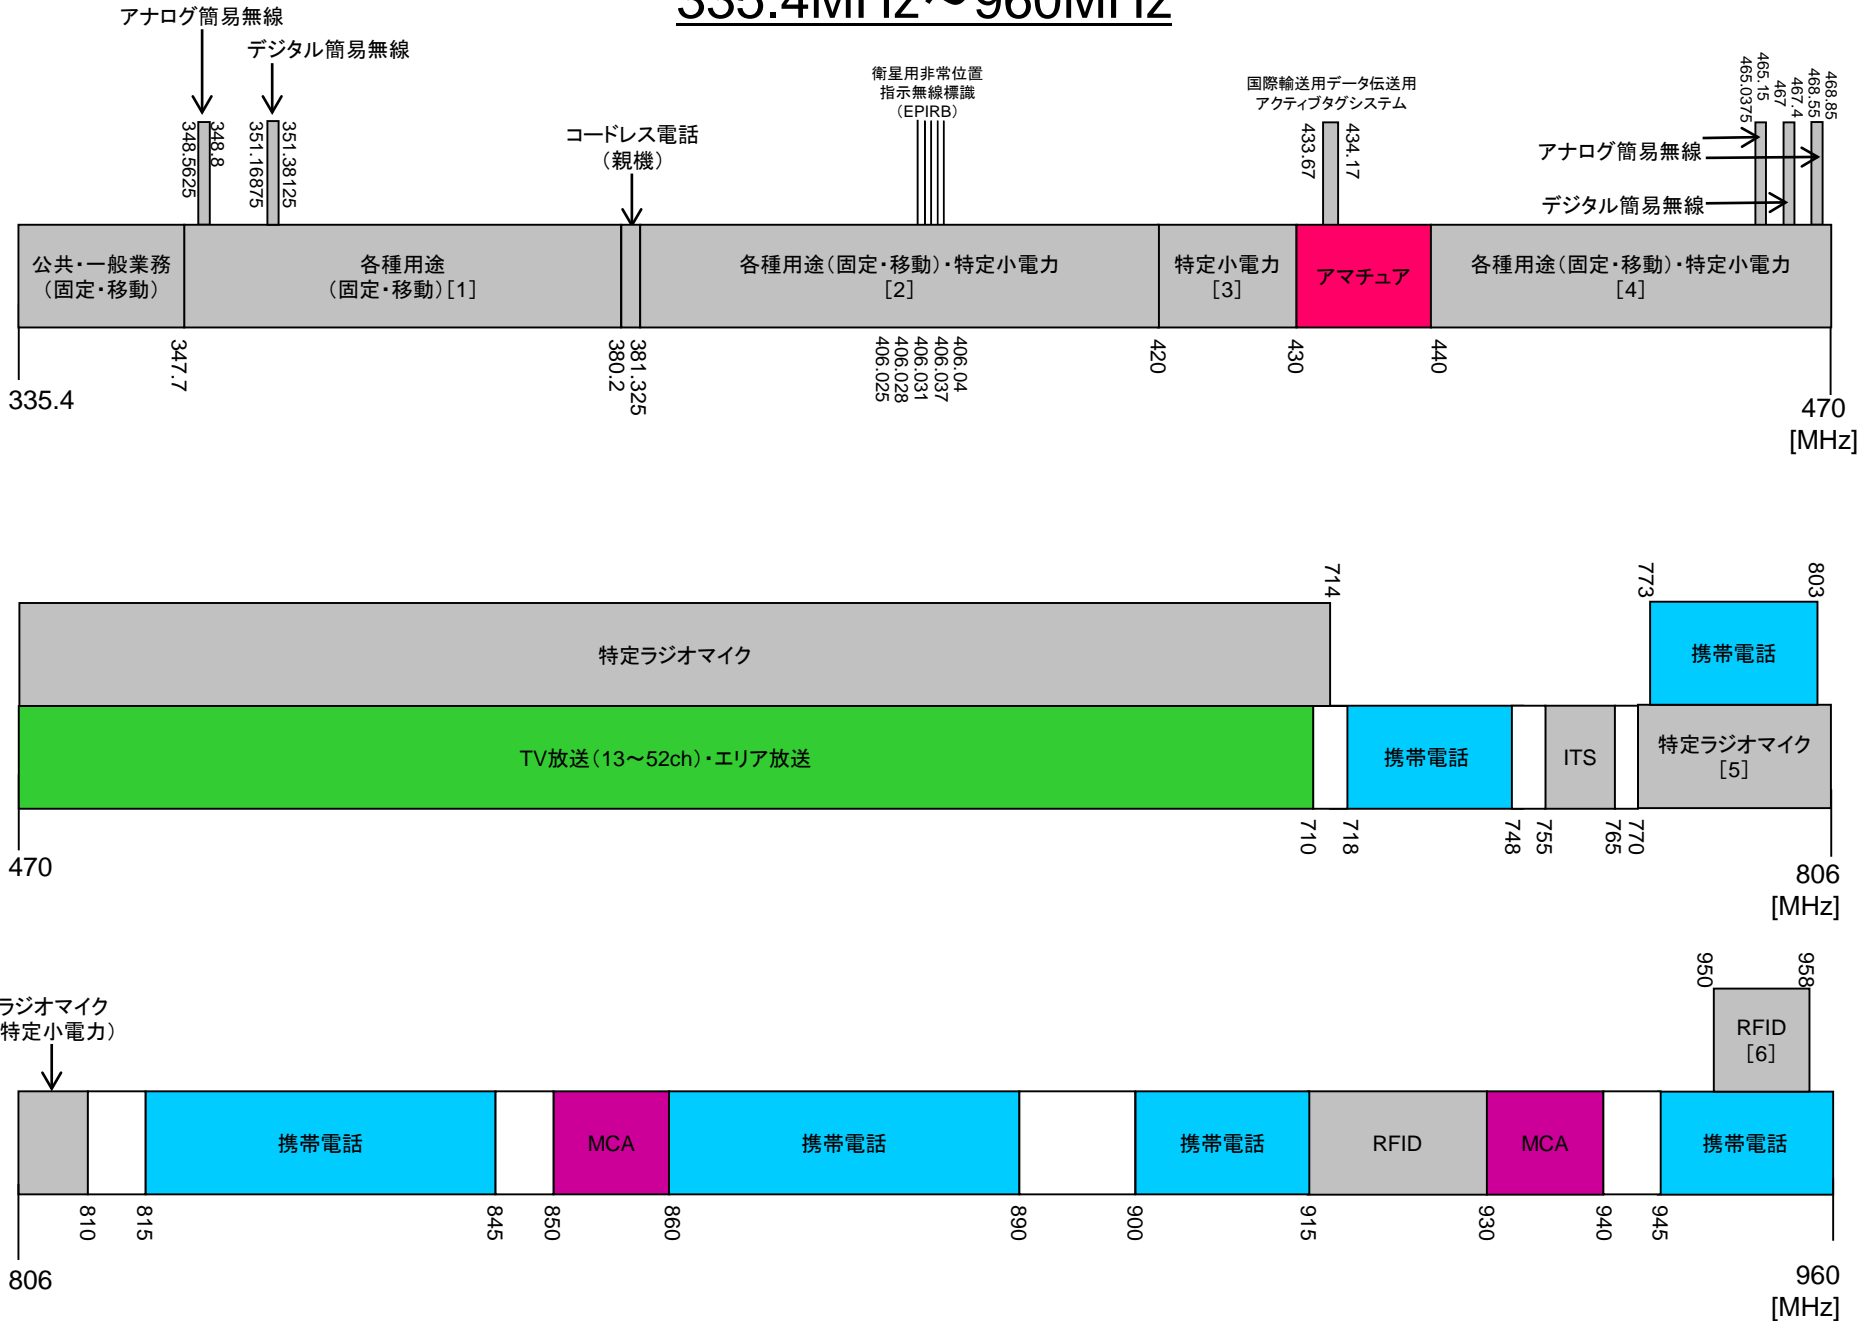 335.4MHz～960MHz
アナログ簡易無線
デジタル簡易無線
348.5625
348.8
351.16875
351.38125
コードレス電話
（親機）
衛星用非常位置
指示無線標識
（EPIRB）
国際輸送用データ伝送用
アクティブタグシステム
433.67
434.17
465.0375
465.15
467
467.4
468.55
468.85
アナログ簡易無線
デジタル簡易無線
公共・一般業務
（固定・移動）
各種用途
（固定・移動）［1］
各種用途（固定・移動）・特定小電力
［2］
特定小電力
［3］
アマチュア
各種用途（固定・移動）・特定小電力
［4］
335.4
347.7
380.2
381.325
406.025
406.028
406.031
406.037
406.04
420
430
440
470
[MHz]
714
773
803
特定ラジオマイク
携帯電話
TV放送（13～52ch）・エリア放送
携帯電話
ITS
特定ラジオマイク
［5］
470
710
718
748
755
765
770
806
[MHz]
950
958
ラジオマイク
特定小電力）
RFID
［6］
携帯電話
MCA
携帯電話
携帯電話
RFID
MCA
携帯電話
806
810
815
845
850
860
890
900
915
930
940
945
960
[MHz]